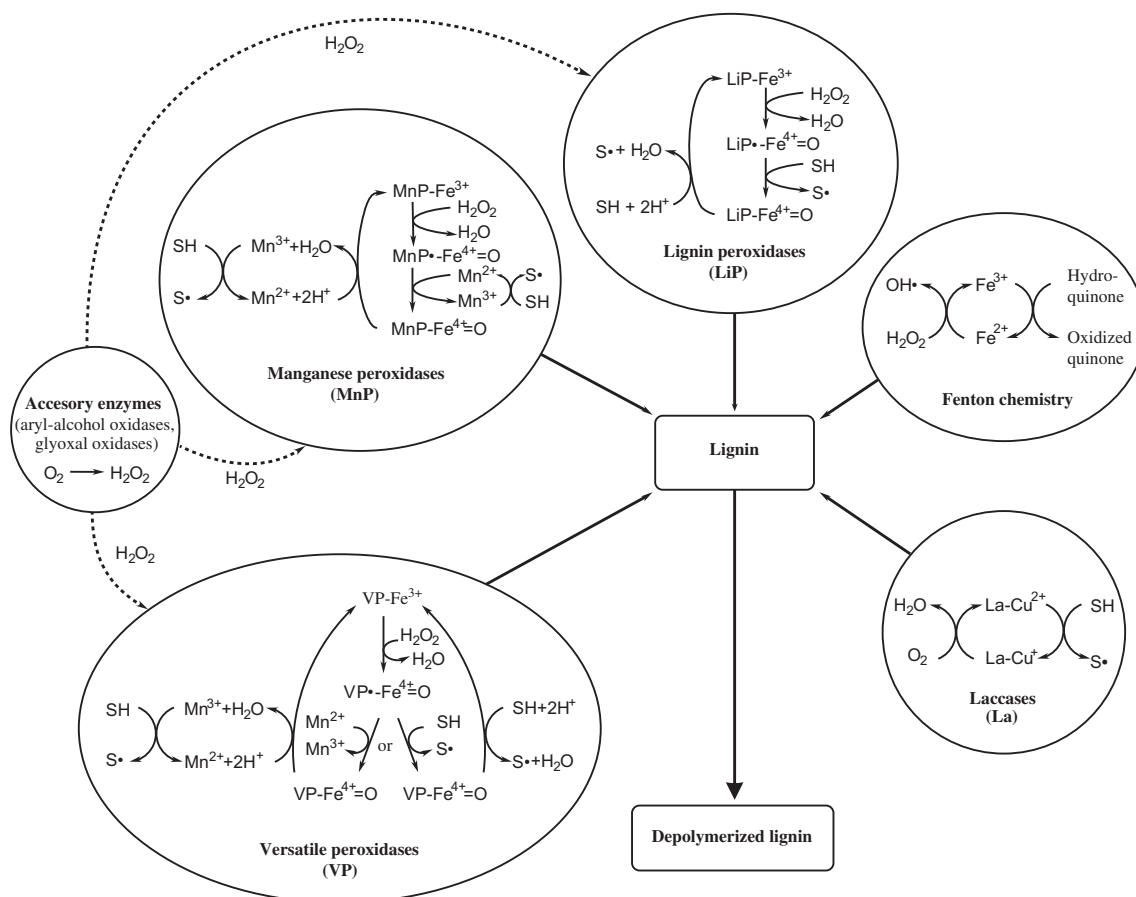 H₂O₂
LiP-Fe³⁺
H₂O₂
H₂O
LiP•-Fe⁴⁺=O
S•+ H₂O
SH
S•
SH + 2H⁺
LiP-Fe⁴⁺=O
Lignin peroxidases
(LiP)
MnP-Fe³⁺
H₂O₂
H₂O
SH
Mn³⁺+H₂O
MnP•-Fe⁴⁺=O
Mn²⁺
S•
S•
Mn²⁺+2H⁺
Mn³⁺
SH
MnP-Fe⁴⁺=O
Manganese peroxidases
(MnP)
OH•
Fe³⁺
Hydro-
quinone
H₂O₂
Fe²⁺
Oxidized
quinone
Fenton chemistry
Accesory enzymes
(aryl-alcohol oxidases,
glyoxal oxidases)
O₂
H₂O₂
H₂O₂
H₂O₂
Lignin
VP-Fe³⁺
H₂O₂
H₂O
VP•-Fe⁴⁺=O
SH
Mn³⁺+H₂O
Mn²⁺
SH
SH+2H⁺
or
S•
Mn²⁺+2H⁺
Mn³⁺
S•
S•+H₂O
VP-Fe⁴⁺=O
VP-Fe⁴⁺=O
Versatile peroxidases
(VP)
H₂O
La-Cu²⁺
SH
O₂
La-Cu⁺
S•
Laccases
(La)
Depolymerized lignin